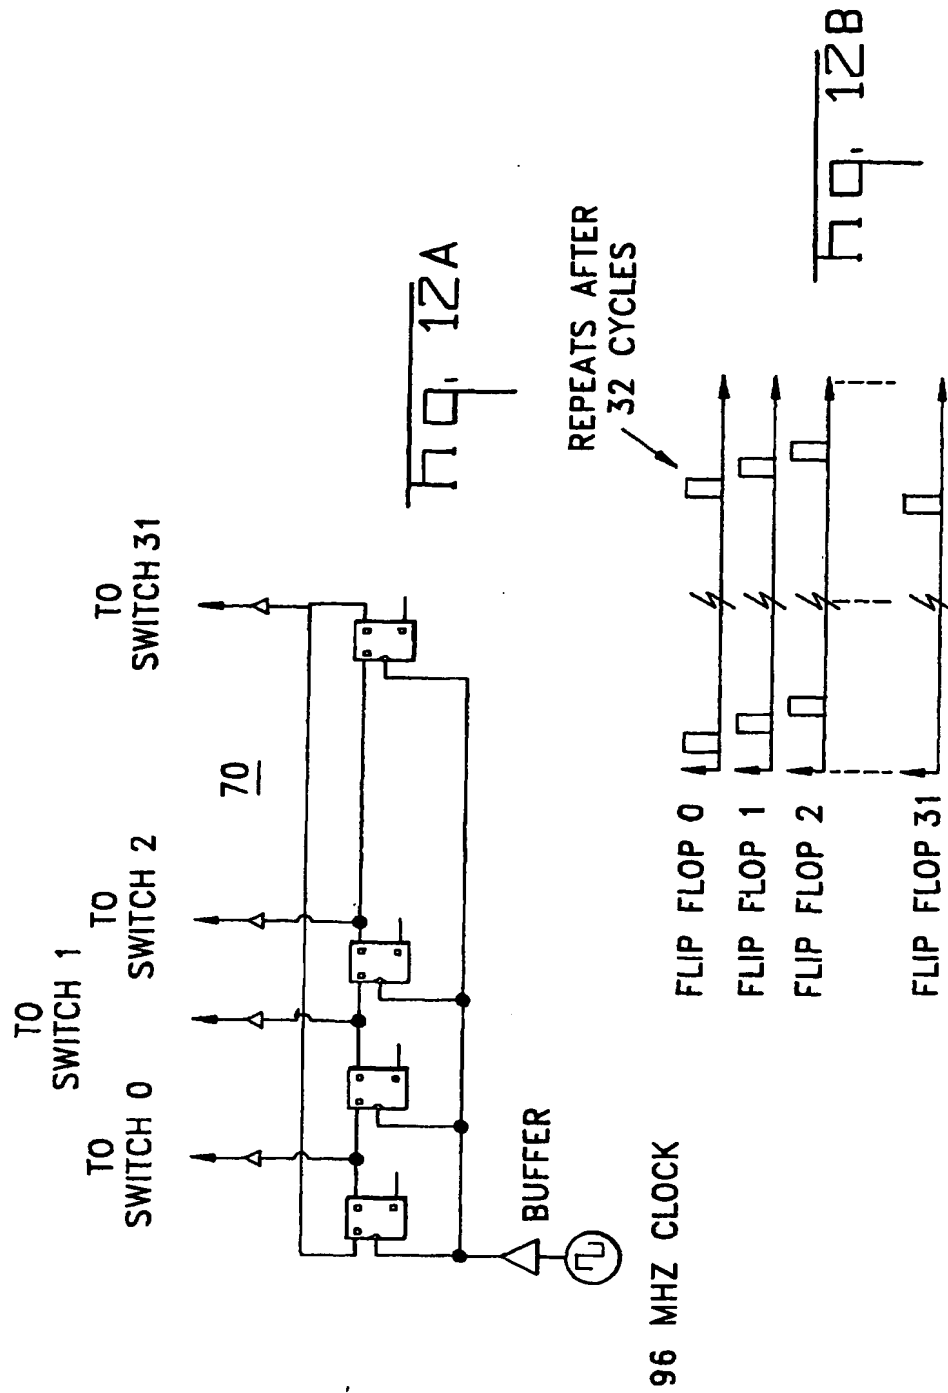 TO
SWITCH 0
TO
SWITCH 1
TO
SWITCH 2
TO
SWITCH 31
70
BUFFER
96 MHZ CLOCK
Fig. 12A
FLIP FLOP 0
FLIP FLOP 1
FLIP FLOP 2
FLIP FLOP 31
REPEATS AFTER
32 CYCLES
Fig. 12B